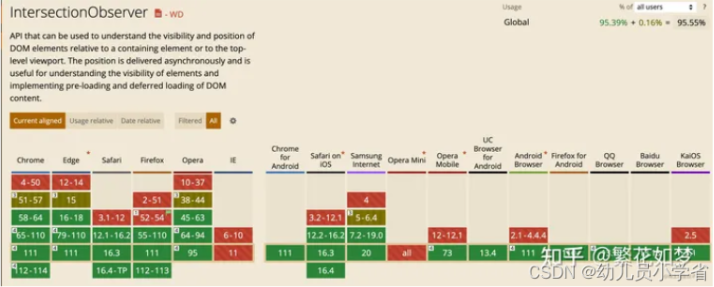 IntersectionObserver - WD
Usage % of all users
Global 95.39% + 0.16% = 95.55%
API that can be used to understand the visibility and position of
DOM elements relative to a containing element or to the top-
level viewport. The position is delivered asynchronously and is
useful for understanding the visibility of elements and
implementing pre-loading and deferred loading of DOM
content.
Current aligned Usage relative Date relative Filtered All
Chrome Edge Safari Firefox Opera IE Chrome for Android Safari on iOS Samsung Internet Opera Mini Opera Mobile UC Browser for Android Android Browser Firefox for Android QQ Browser Baidu Browser KaiOS Browser
4-50 12-14 10-37
51-57 15 2-51 38-44 4
58-64 16-18 3.1-12 52-54 45-63 3.2-12.1 5-6.4
65-110 79-110 12.1-16.2 55-110 64-94 6-10 12.2-16.2 7.2-19.0 12-12.1 2.1-4.4.4 2.5
111 111 16.3 111 95 11 111 16.3 20 all 73 13.4 111
112-114 16.4-TP 112-113 16.4
知乎 @繁花如梦
CSDN @幼儿员小学省